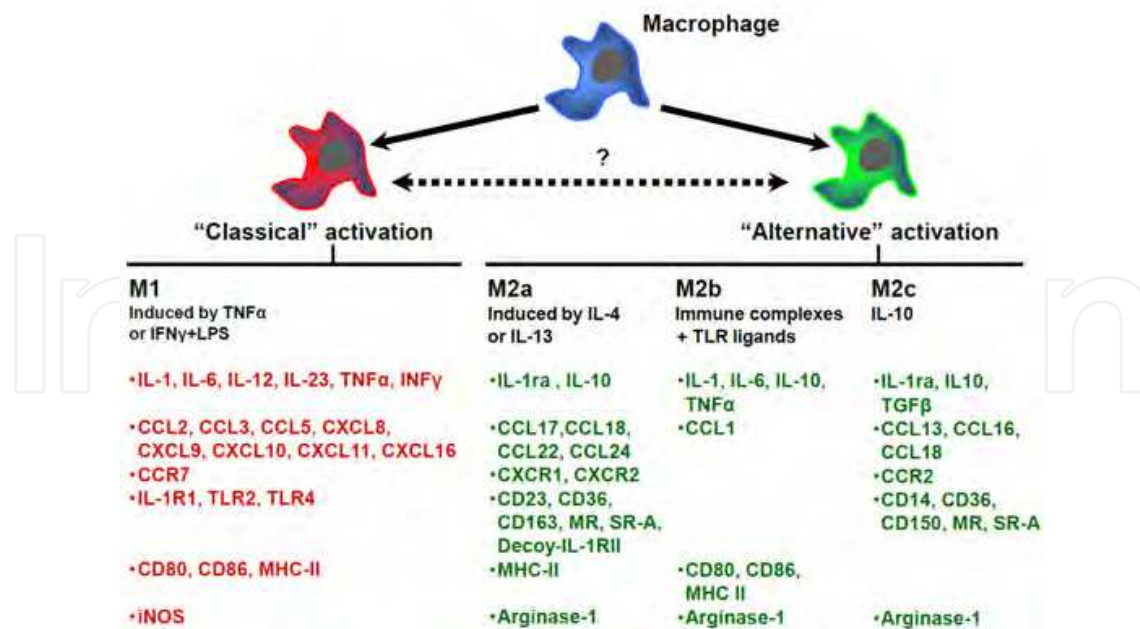 Macrophage
?
“Classical” activation
“Alternative” activation
M1
Induced by TNFα
or IFNγ+LPS
•IL-1, IL-6, IL-12, IL-23, TNFα, INFγ
•CCL2, CCL3, CCL5, CXCL8,
CXCL9, CXCL10, CXCL11, CXCL16
•CCR7
•IL-1R1, TLR2, TLR4
•CD80, CD86, MHC-II
•iNOS
M2a
Induced by IL-4
or IL-13
•IL-1ra , IL-10
•CCL17,CCL18,
CCL22, CCL24
•CXCR1, CXCR2
•CD23, CD36,
CD163, MR, SR-A,
Decoy-IL-1RII
•MHC-II
•Arginase-1
M2b
Immune complexes
+ TLR ligands
•IL-1, IL-6, IL-10,
TNFα
•CCL1
•CD80, CD86,
MHC II
•Arginase-1
M2c
IL-10
•IL-1ra, IL10,
TGFβ
•CCL13, CCL16,
CCL18
•CCR2
•CD14, CD36,
CD150, MR, SR-A
•Arginase-1